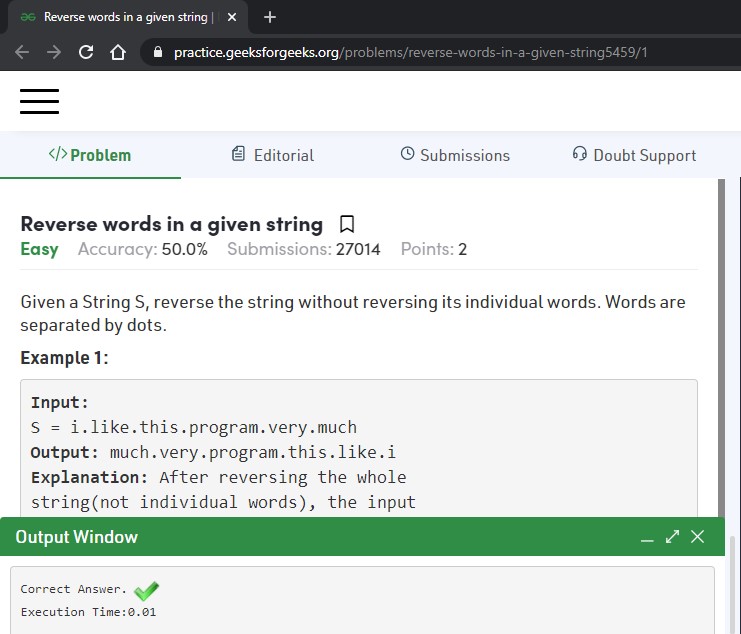 Reverse words in a given string |
practice.geeksforgeeks.org/problems/reverse-words-in-a-given-string5459/1
</> Problem Editorial Submissions Doubt Support
Reverse words in a given string
Easy Accuracy: 50.0% Submissions: 27014 Points: 2
Given a String S, reverse the string without reversing its individual words. Words are
separated by dots.
Example 1:
Input:
S = i.like.this.program.very.much
Output: much.very.program.this.like.i
Explanation: After reversing the whole
string(not individual words), the input
Output Window
Correct Answer.
Execution Time:0.01